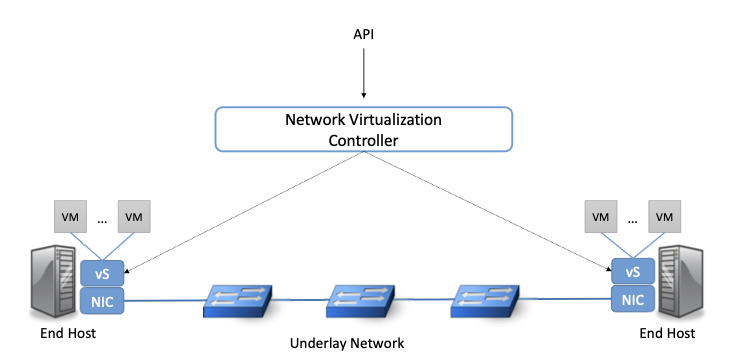 API
Network Virtualization
Controller
VM ... VM
VM ... VM
vS
vS
NIC
NIC
End Host
End Host
Underlay Network